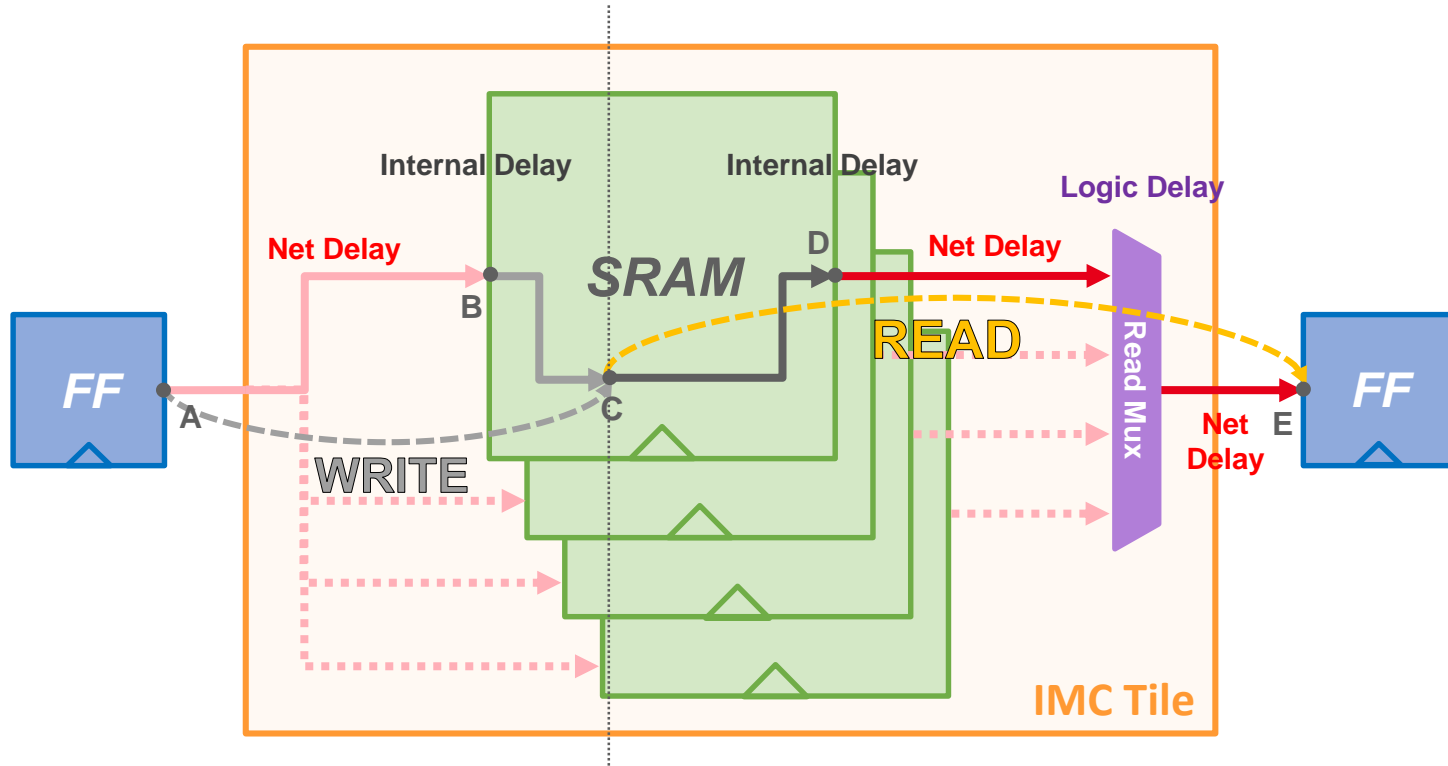 Internal Delay
Internal Delay
Logic Delay
Net Delay
D
Net Delay
SRAM
B
READ
Read Mux
FF
A
C
E
FF
Net
Delay
WRITE
IMC Tile